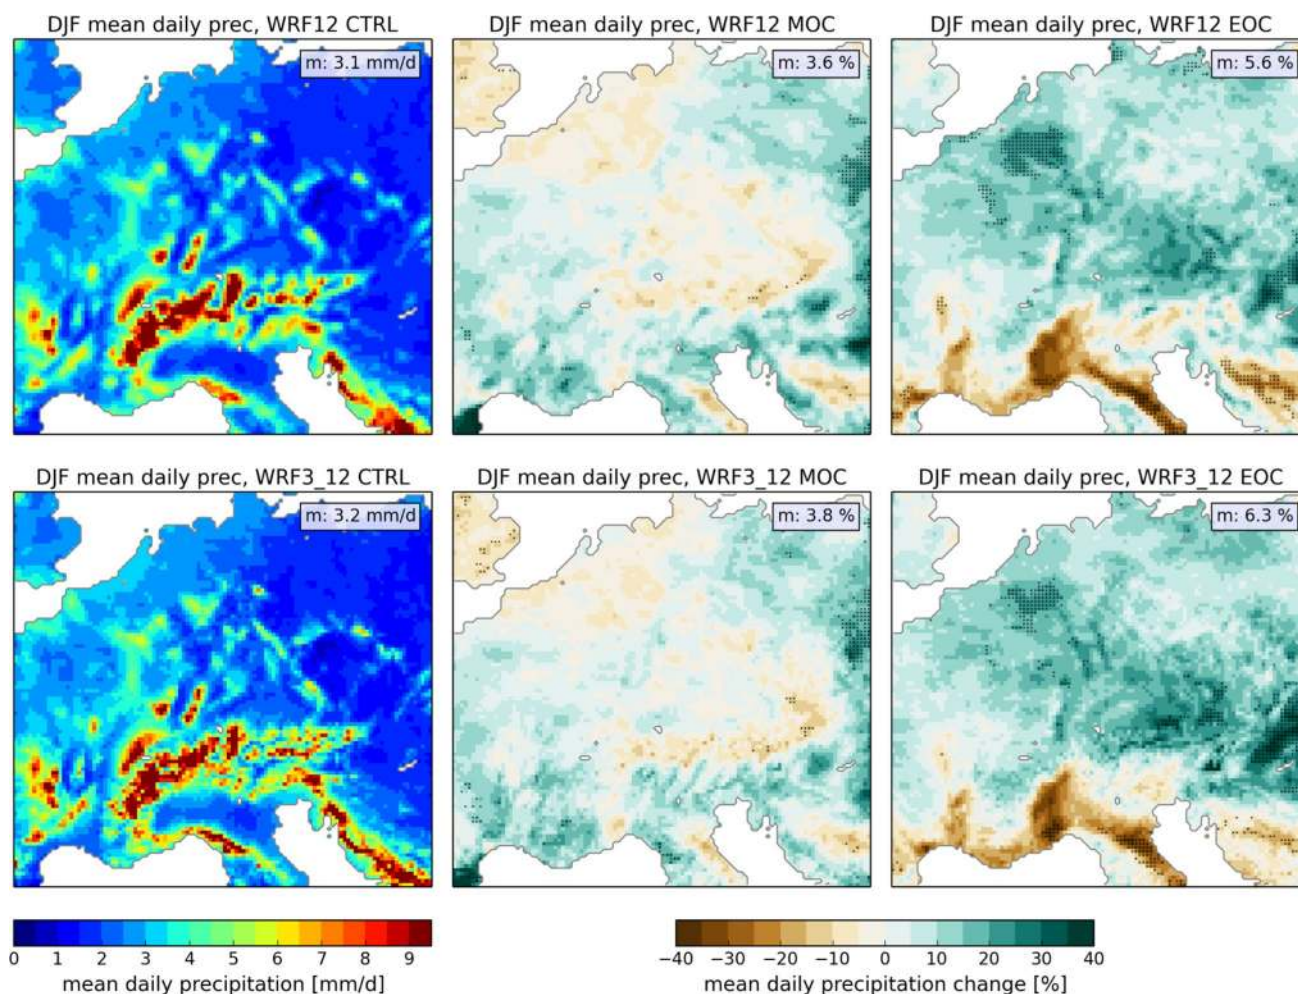 DJF mean daily prec, WRF12 CTRL
DJF mean daily prec, WRF12 MOC
DJF mean daily prec, WRF12 EOC
m: 3.1 mm/d
m: 3.6 %
m: 5.6 %
DJF mean daily prec, WRF3_12 CTRL
DJF mean daily prec, WRF3_12 MOC
DJF mean daily prec, WRF3_12 EOC
m: 3.2 mm/d
m: 3.8 %
m: 6.3 %
0 1 2 3 4 5 6 7 8 9
mean daily precipitation [mm/d]
−40 −30 −20 −10 0 10 20 30 40
mean daily precipitation change [%]